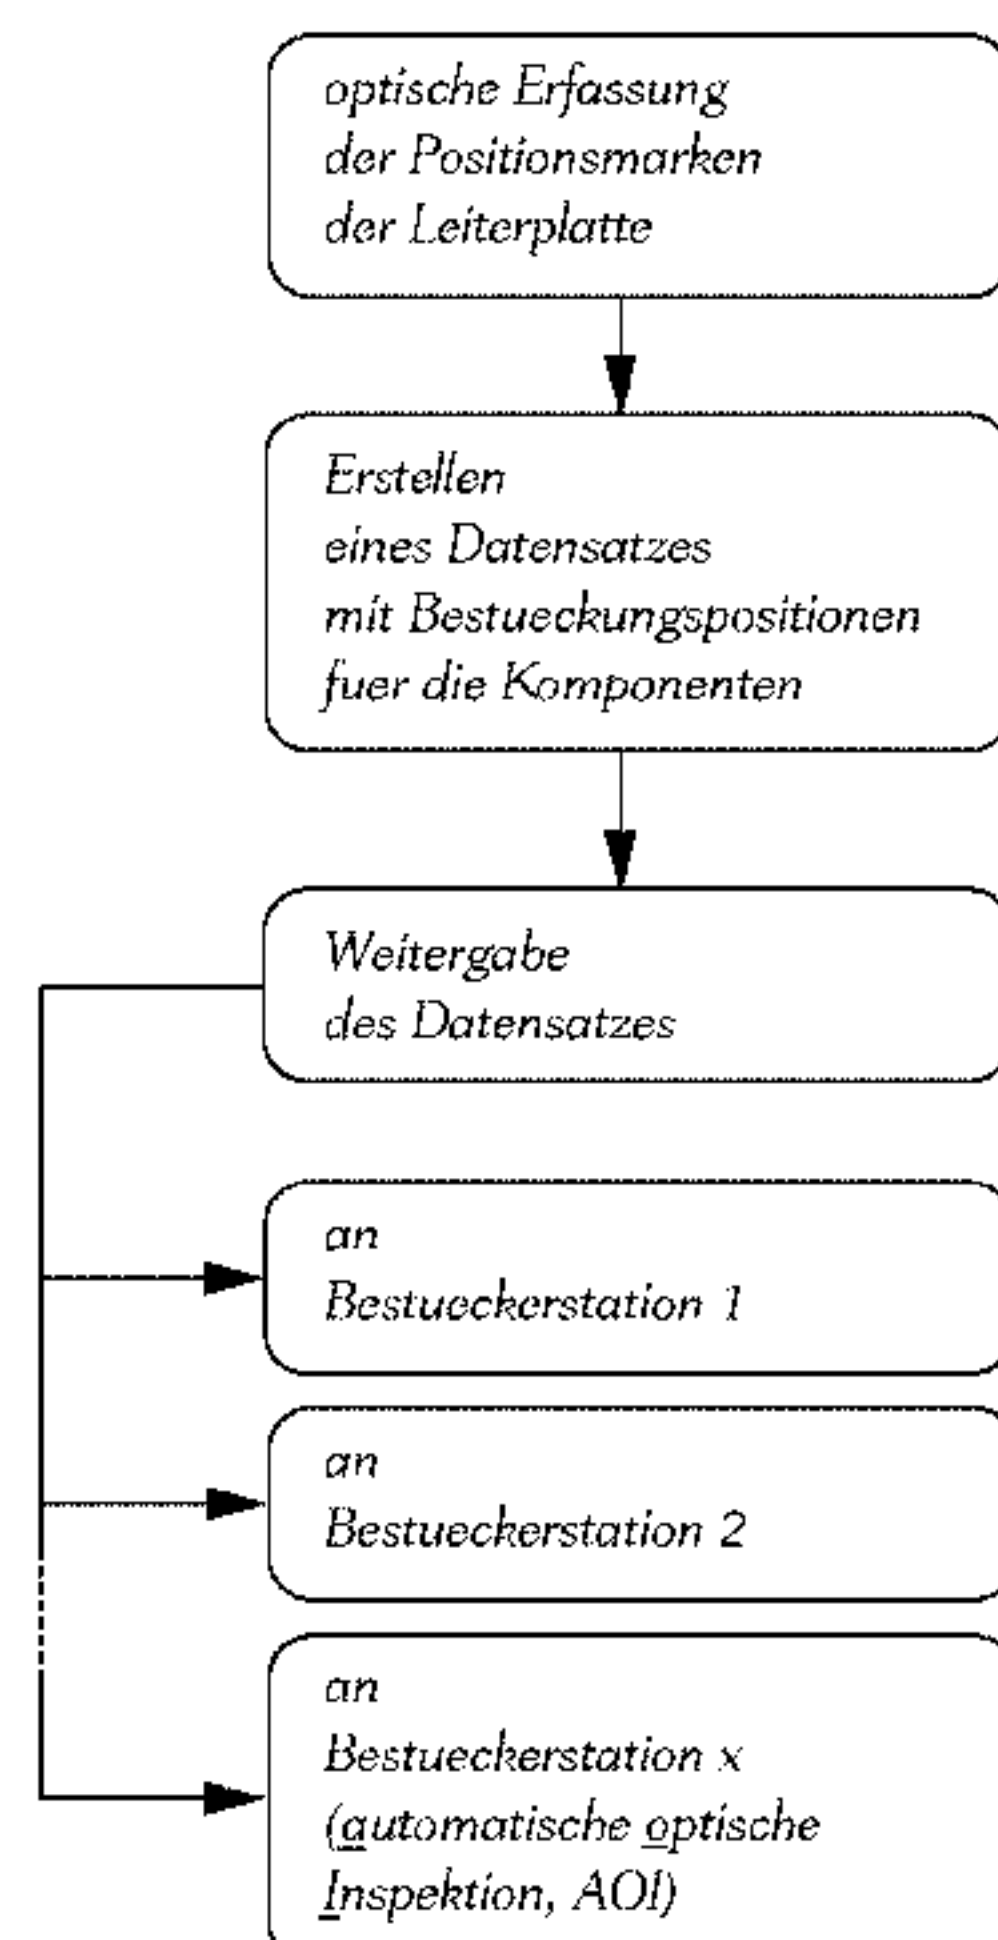 optische Erfassung
der Positionsmarken
der Leiterplatte
Erstellen
eines Datensatzes
mit Bestueckungspositionen
fuer die Komponenten
Weitergabe
des Datensatzes
an
Bestueckerstation 1
an
Bestueckerstation 2
an
Bestueckerstation x
(automatische optische
Inspektion, AOI)